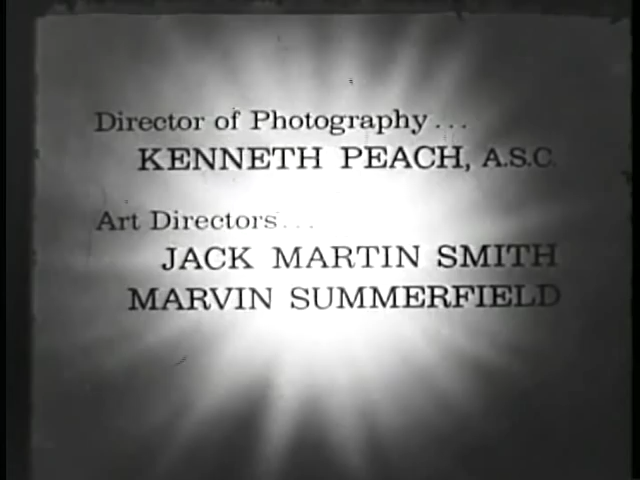 Director of Photography...
KENNETH PEACH, A.S.C.
Art Directors...
JACK MARTIN SMITH
MARVIN SUMMERFIELD